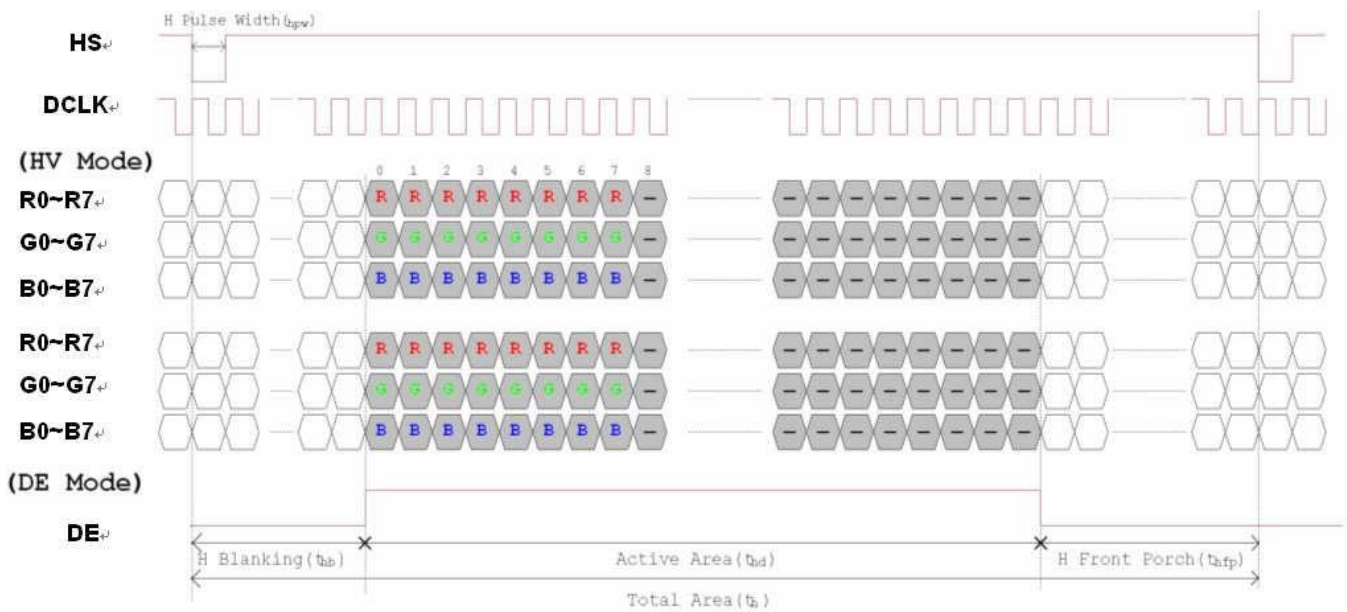 H Pulse Width(thpw)
HS
DCLK
(HV Mode)
0 1 2 3 4 5 6 7 8
R0~R7 R R R R R R R R – – – – – – – – –
G0~G7 G G G G G G G G – – – – – – – – –
B0~B7 B B B B B B B B – – – – – – – – –
R0~R7 R R R R R R R R – – – – – – – – –
G0~G7 G G G G G G G G – – – – – – – – –
B0~B7 B B B B B B B B – – – – – – – – –
(DE Mode)
DE
H Blanking(thb) Active Area(thd) H Front Porch(thfp)
Total Area(th)